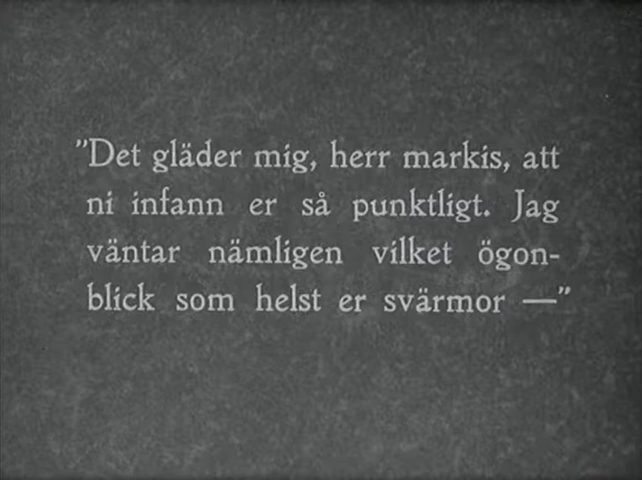 "Det gläder mig, herr markis, att
ni infann er så punktligt. Jag
väntar nämligen vilket ögon-
blick som helst er svärmor —"